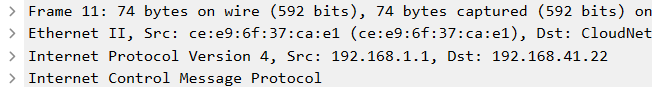 Frame 11: 74 bytes on wire (592 bits), 74 bytes captured (592 bits) on
Ethernet II, Src: ce:e9:6f:37:ca:e1 (ce:e9:6f:37:ca:e1), Dst: CloudNet
Internet Protocol Version 4, Src: 192.168.1.1, Dst: 192.168.41.22
Internet Control Message Protocol